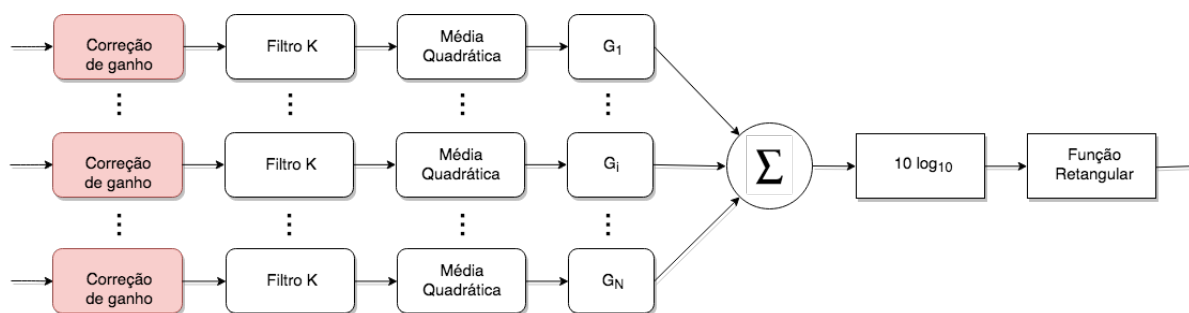 Correção
de ganho
Filtro K
Média
Quadrática
G1
Correção
de ganho
Filtro K
Média
Quadrática
Gi
Σ
10 log10
Função
Retangular
Correção
de ganho
Filtro K
Média
Quadrática
GN